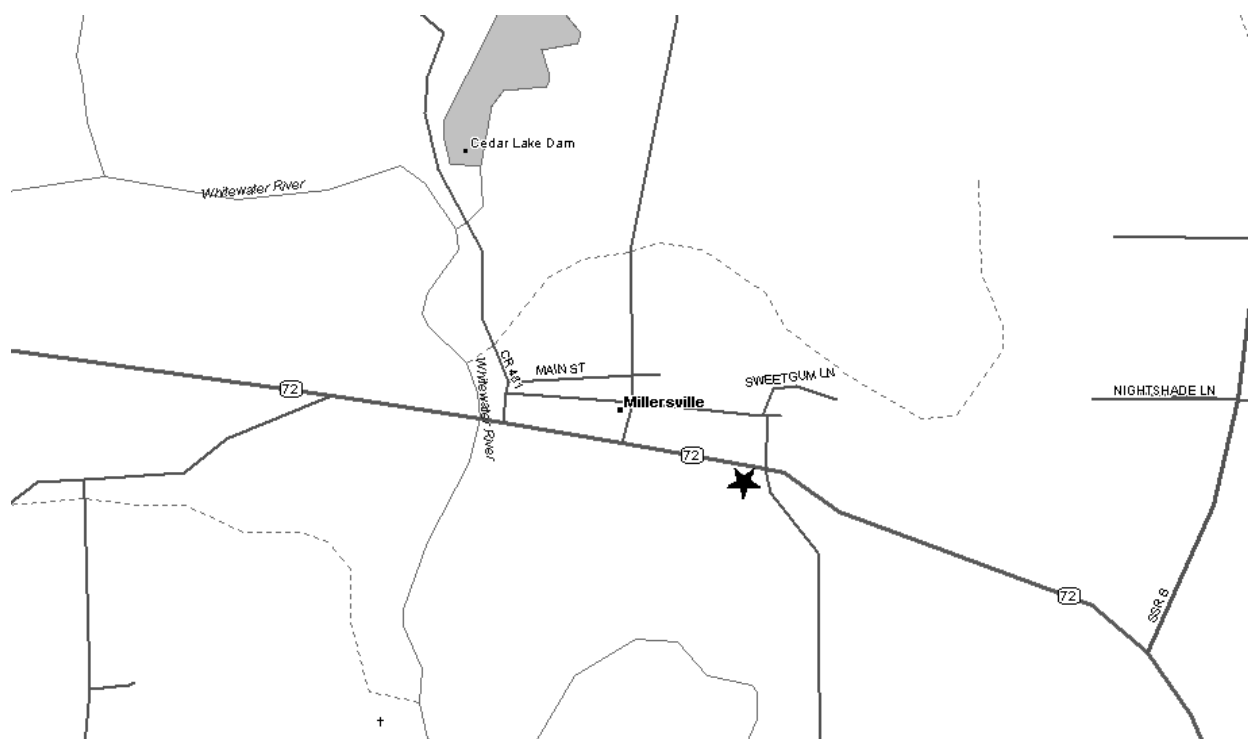 Cedar Lake Dam
Whitewater River
CR 481
MAIN ST
SWEETGUM LN
NIGHTSHADE LN
72
Whitewater River
Millersville
72
72
SSR B